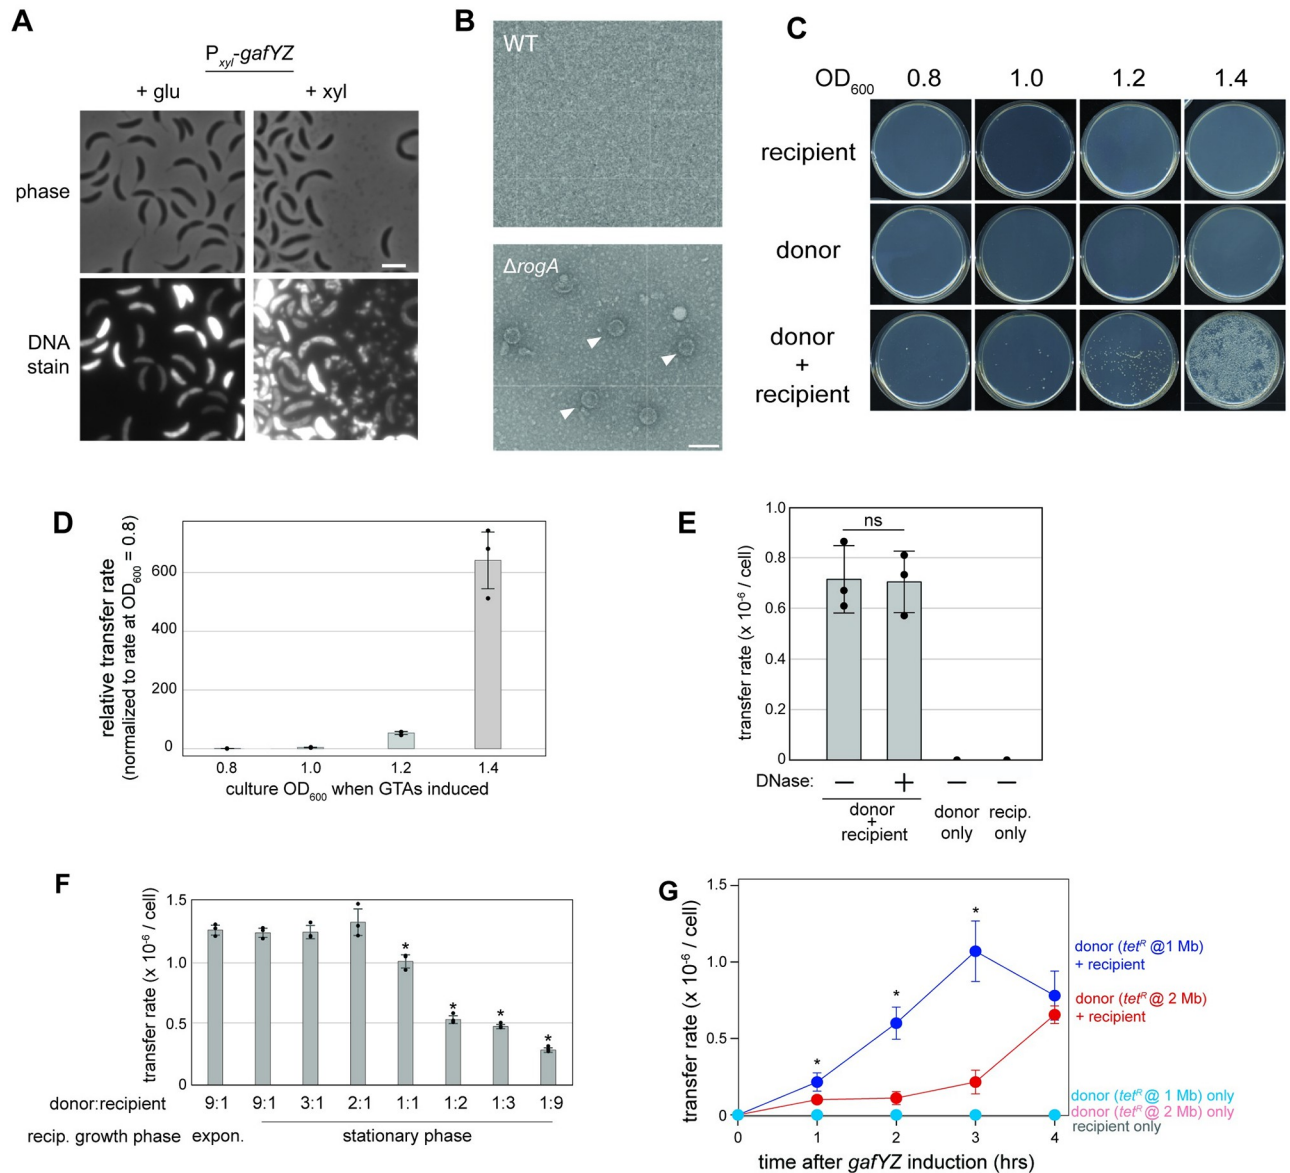 A
P xyl-gafYZ
+ glu
+ xyl
phase
DNA
stain
B
WT
ΔrogA
C
OD600 0.8 1.0 1.2 1.4
recipient
donor
donor
+
recipient
D
relative transfer rate
(normalized to rate at OD600 = 0.8)
600
400
200
0
0.8 1.0 1.2 1.4
culture OD600 when GTAs induced
E
transfer rate (x 10-6 / cell)
1.0
0.8
0.6
0.4
0.2
0
ns
DNase: − + − −
donor
+
recipient
donor
only
recip.
only
F
transfer rate (x 10-6 / cell)
1.5
1.0
0.5
0
* * * *
donor:recipient 9:1 9:1 3:1 2:1 1:1 1:2 1:3 1:9
recip. growth phase expon. stationary phase
G
transfer rate (x 10-6 / cell)
1.5
1.0
0.5
0
* * *
0 1 2 3 4
time after gafYZ induction (hrs)
donor (tetR @1 Mb)
+ recipient
donor (tetR @ 2 Mb)
+ recipient
donor (tetR @ 1 Mb) only
donor (tetR @ 2 Mb) only
recipient only